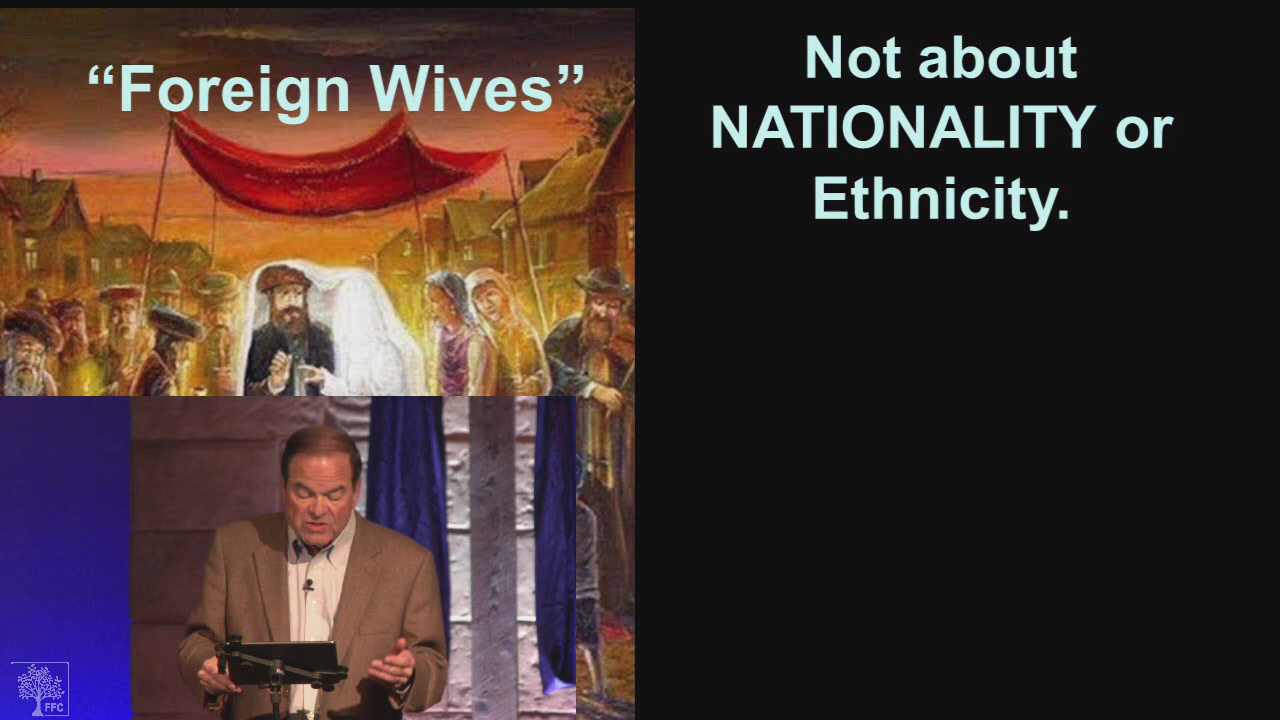 “Foreign Wives”
Not about
NATIONALITY or
Ethnicity.
FFC